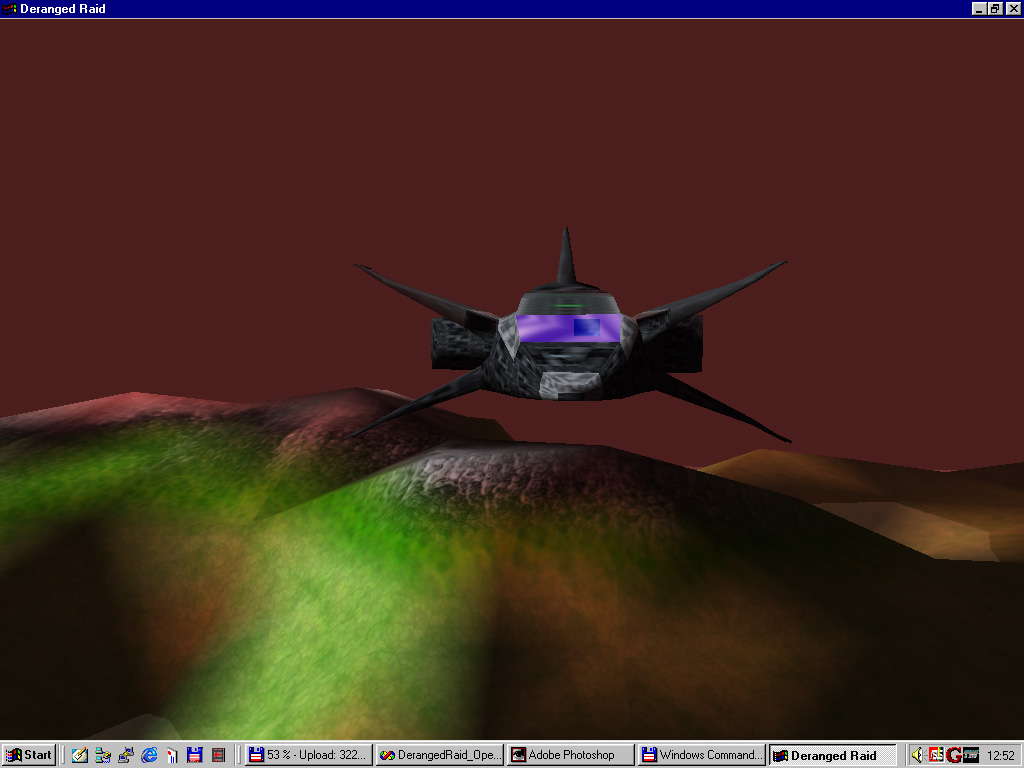 Deranged Raid
Start
53 % - Upload: 322...
DerangedRaid_Ope...
Adobe Photoshop
Windows Command...
Deranged Raid
12:52